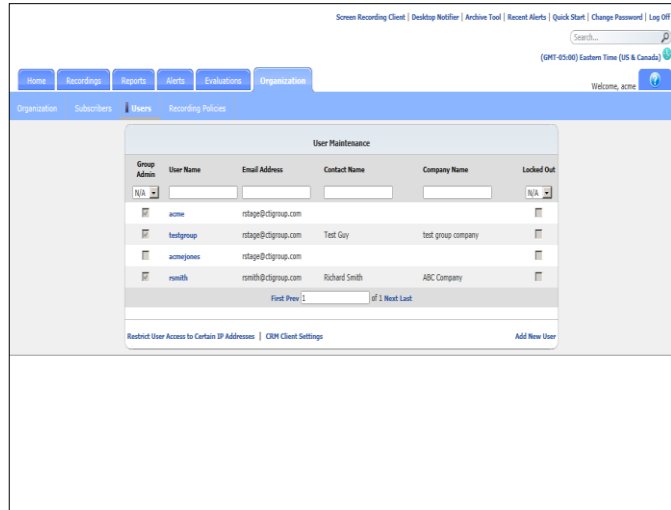 Screen Recording Client | Desktop Notifier | Archive Tool | Recent Alerts | Quick Start | Change Password | Log Off
Search...
(GMT-05:00) Eastern Time (US & Canada)
Home Recordings Reports Alerts Evaluations Organization
Welcome, acme
Organization Subscribers Users Recording Policies
User Maintenance
Group Admin User Name Email Address Contact Name Company Name Locked Out
N/A N/A
acme rstage@ctigroup.com
testgroup rstage@ctigroup.com Test Guy test group company
acmejones rstage@ctigroup.com
rsmith rsmith@ctigroup.com Richard Smith ABC Company
First Prev 1 of 1 Next Last
Restrict User Access to Certain IP Addresses | CRM Client Settings Add New User